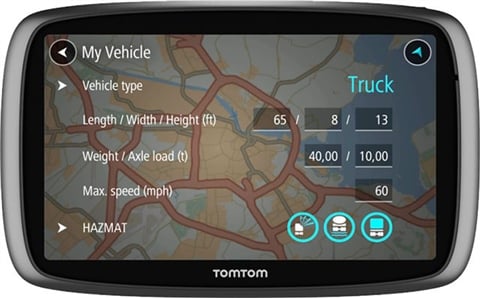 My Vehicle
Vehicle type Truck
Length / Width / Height (ft) 65 / 8 / 13
Weight / Axle load (t) 40,00 / 10,00
Max. speed (mph) 60
HAZMAT
TOMTOM